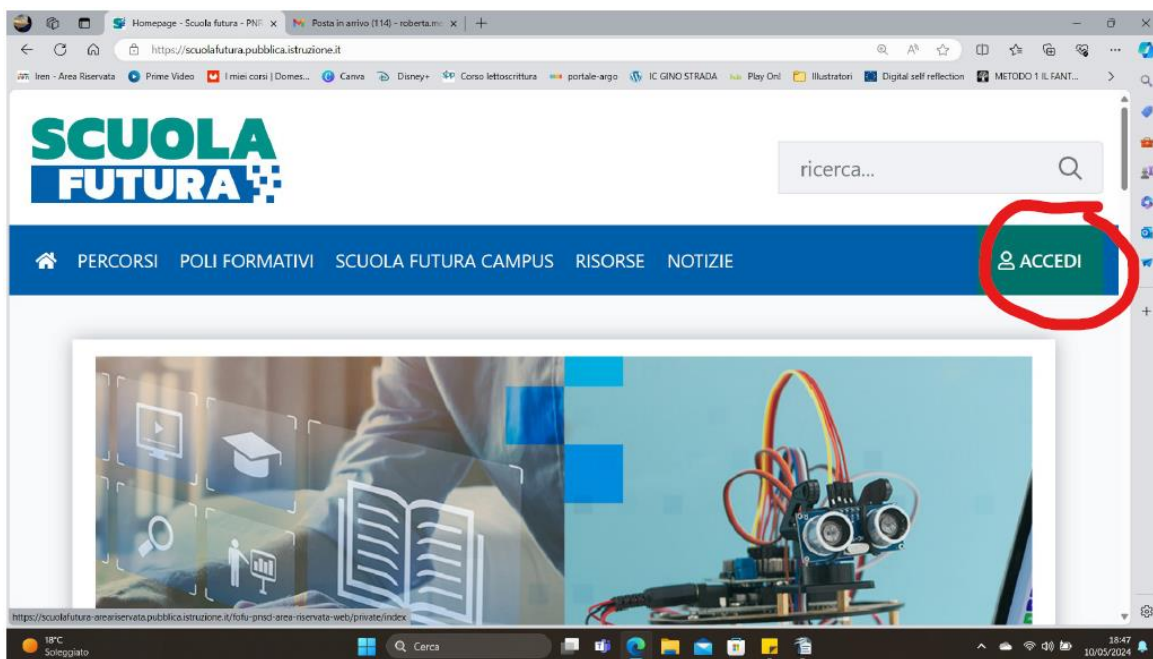 Homepage - Scuola futura - PNR
Posta in arrivo (114) - roberta.mc
https://scuolafutura.pubblica.istruzione.it
Iren - Area Riservata
Prime Video
I miei corsi | Domes...
Canva
Disney+
Corso lettoscrittura
portale-argo
IC GINO STRADA
Play Onl
Illustratori
Digital self reflection
METODO 1 IL FANT...
SCUOLA
FUTURA
ricerca...
PERCORSI POLI FORMATIVI SCUOLA FUTURA CAMPUS RISORSE NOTIZIE
ACCEDI
https://scuolafutura-areariservata.pubblica.istruzione.it/fofu-pnsd-area-riservata-web/private/index
18°C
Soleggiato
Cerca
18:47
10/05/2024